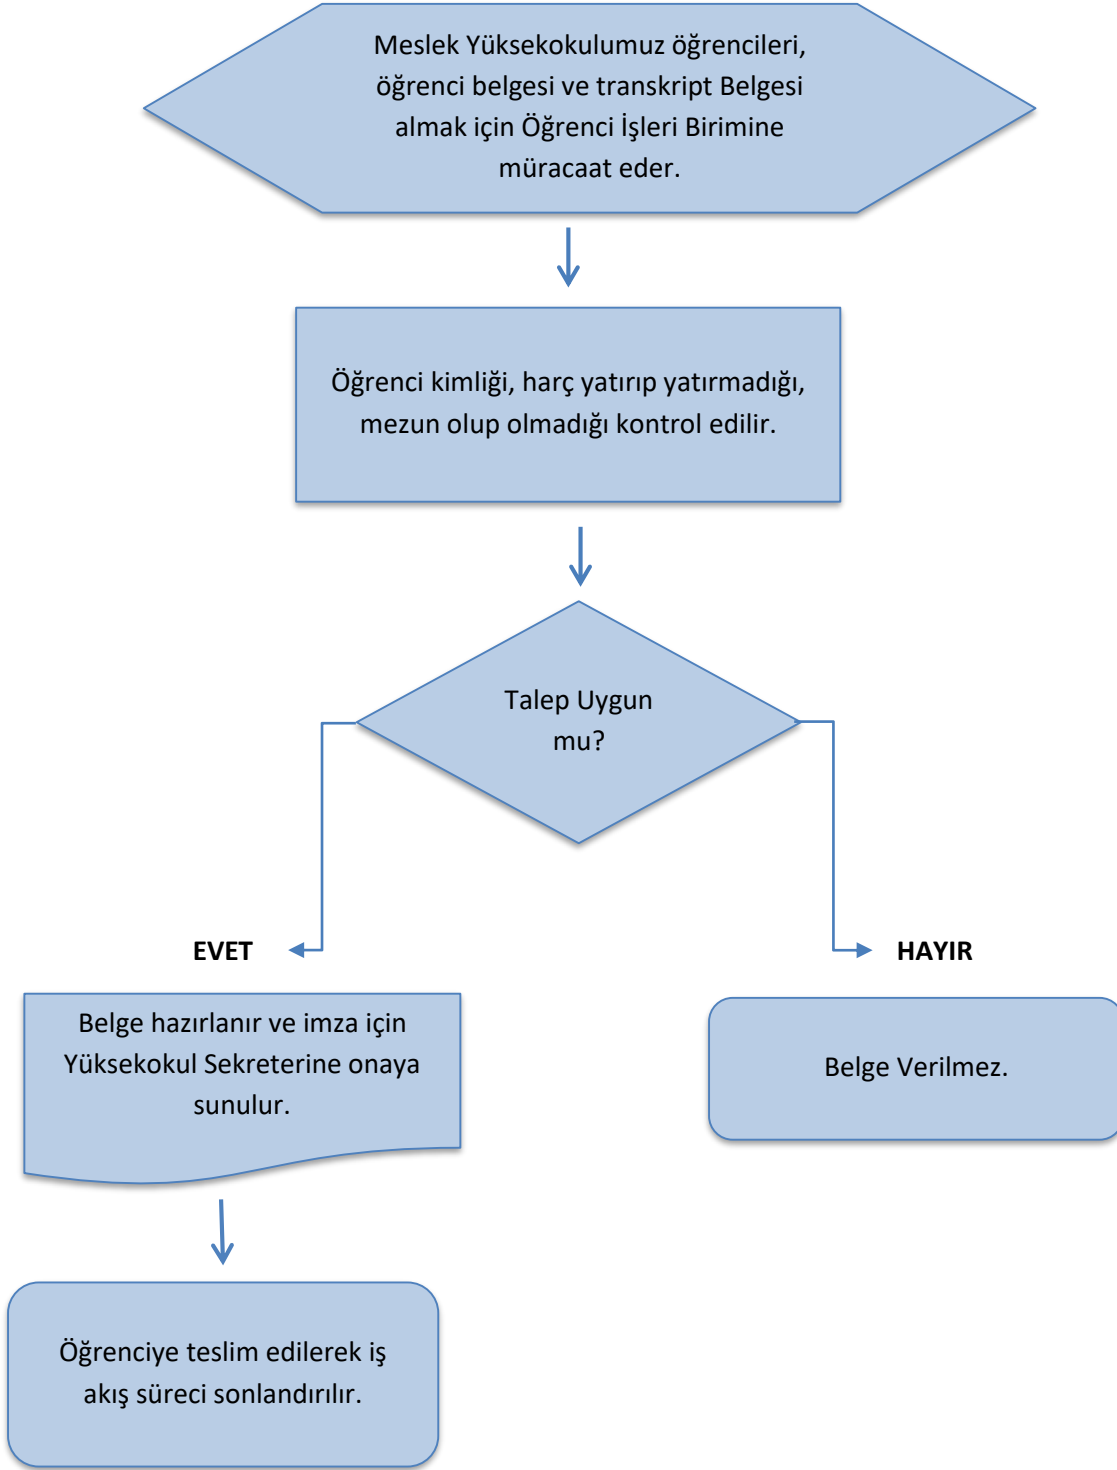 Meslek Yüksekokulumuz öğrencileri,
öğrenci belgesi ve transkript Belgesi
almak için Öğrenci İşleri Birimine
müracaat eder.
Öğrenci kimliği, harç yatırıp yatırmadığı,
mezun olup olmadığı kontrol edilir.
Talep Uygun
mu?
EVET
HAYIR
Belge hazırlanır ve imza için
Yüksekokul Sekreterine onaya
sunulur.
Belge Verilmez.
Öğrenciye teslim edilerek iş
akış süreci sonlandırılır.